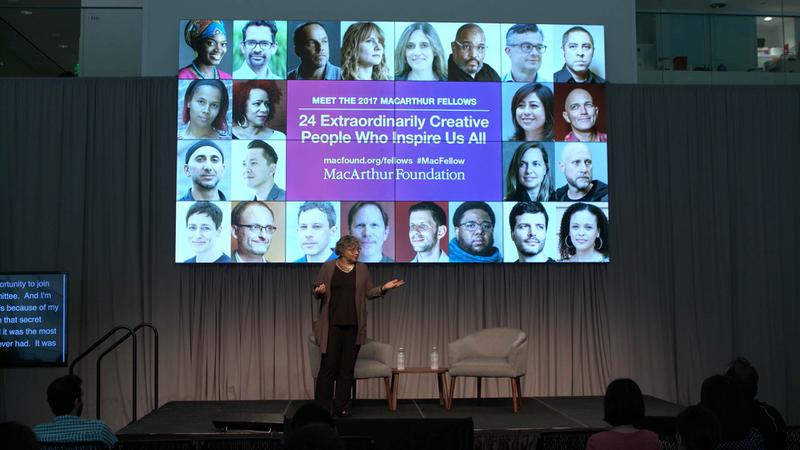 MEET THE 2017 MACARTHUR FELLOWS
24 Extraordinarily Creative
People Who Inspire Us All
macfound.org/fellows #MacFellow
MacArthur Foundation
ortunity to join
mittee. And I'm
s because of my
that secret
it was the most
ver had. It was